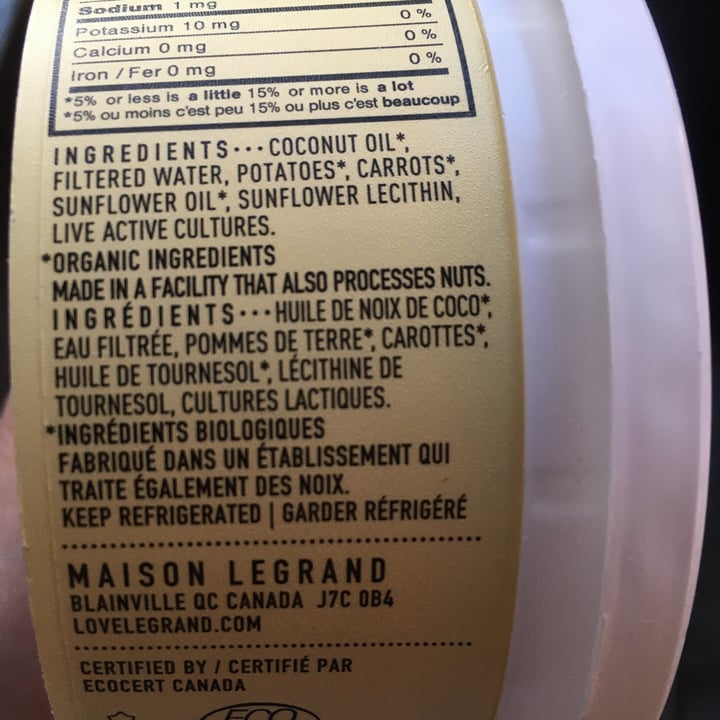 Sodium 1 mg 0 %
Potassium 10 mg 0 %
Calcium 0 mg 0 %
Iron / Fer 0 mg
*5% or less is a little 15% or more is a lot
*5% ou moins c'est peu 15% ou plus c'est beaucoup
INGREDIENTS··· COCONUT OIL*,
FILTERED WATER, POTATOES*, CARROTS*,
SUNFLOWER OIL*, SUNFLOWER LECITHIN,
LIVE ACTIVE CULTURES.
*ORGANIC INGREDIENTS
MADE IN A FACILITY THAT ALSO PROCESSES NUTS.
INGRÉDIENTS··· HUILE DE NOIX DE COCO*,
EAU FILTRÉE, POMMES DE TERRE*, CAROTTES*,
HUILE DE TOURNESOL*, LÉCITHINE DE
TOURNESOL, CULTURES LACTIQUES.
*INGRÉDIENTS BIOLOGIQUES
FABRIQUÉ DANS UN ÉTABLISSEMENT QUI
TRAITE ÉGALEMENT DES NOIX.
KEEP REFRIGERATED | GARDER RÉFRIGÉRÉ
MAISON LEGRAND
BLAINVILLE QC CANADA J7C 0B4
LOVELEGRAND.COM
CERTIFIED BY / CERTIFIÉ PAR
ECOCERT CANADA
ECO